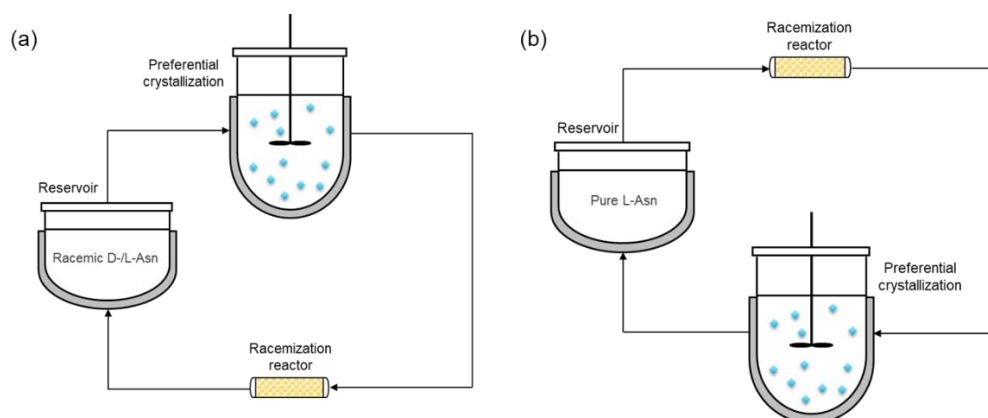 (a)
Preferential
crystallization
Reservoir
Racemic D-/L-Asn
Racemization
reactor
(b)
Racemization
reactor
Reservoir
Pure L-Asn
Preferential
crystallization